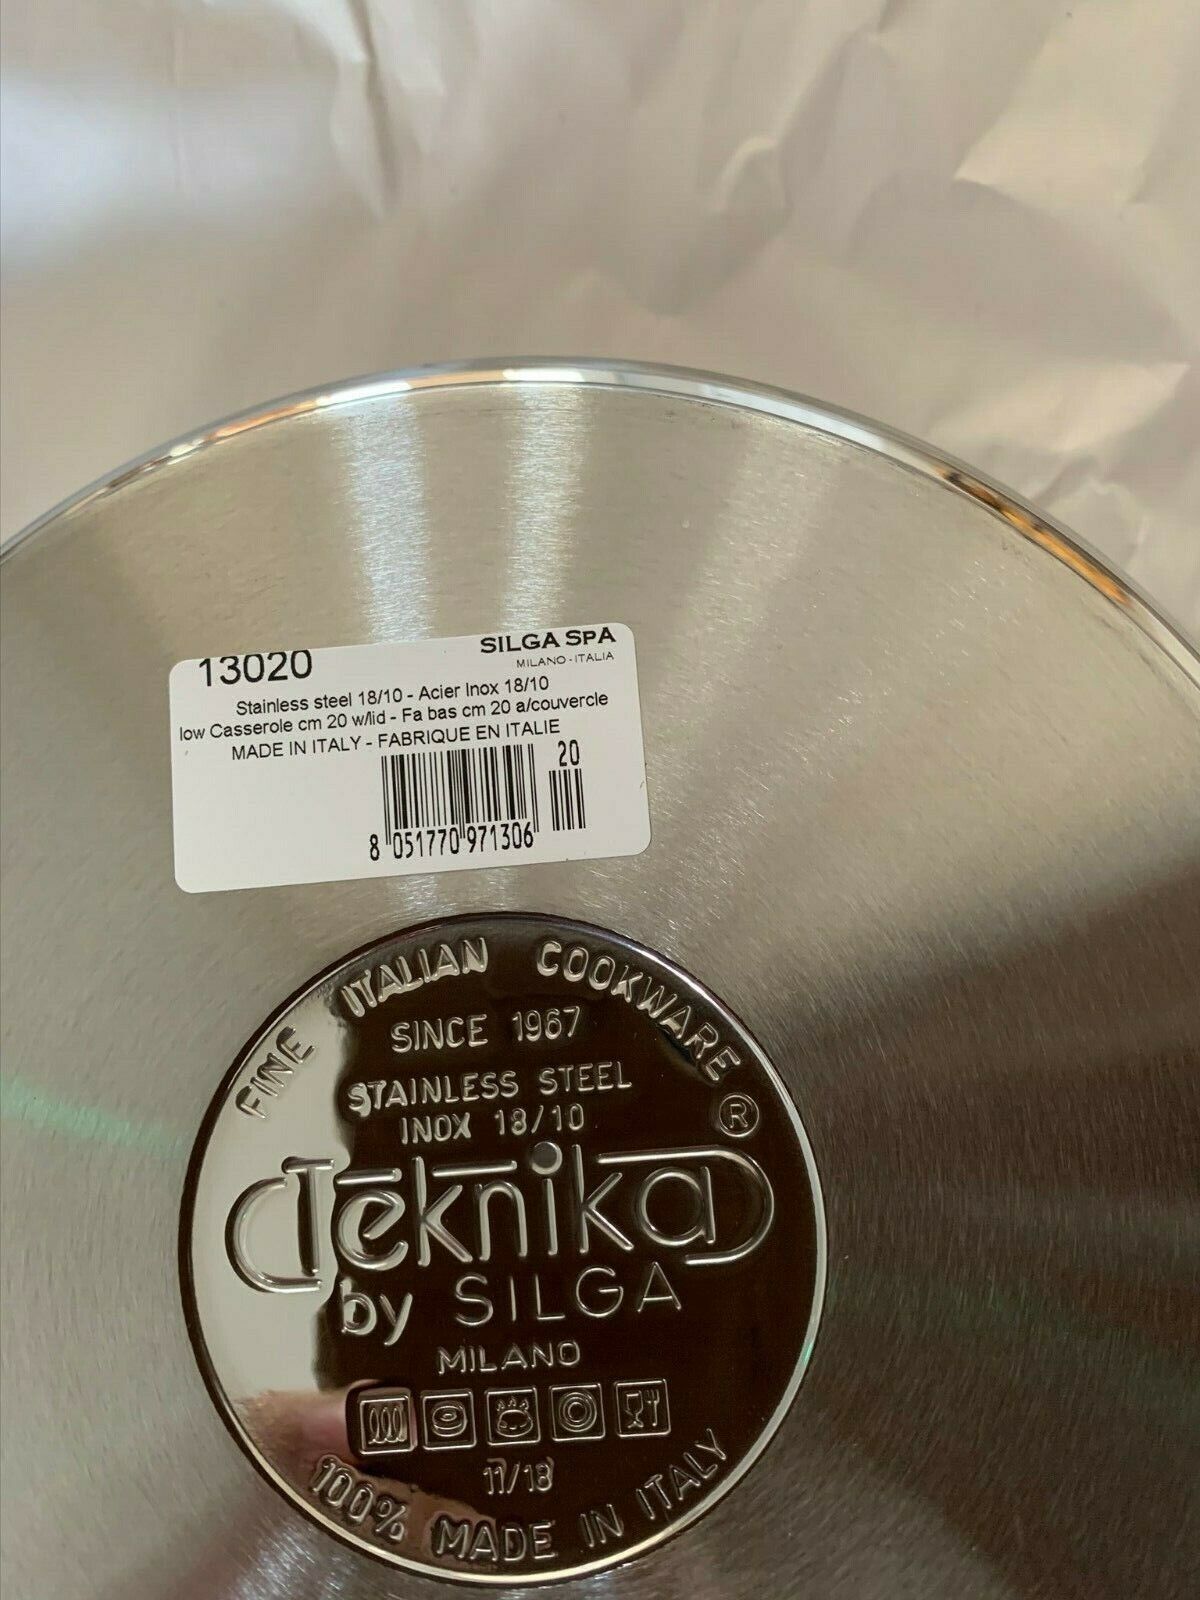 13020
SILGA SPA
MILANO-ITALIA
Stainless steel 18/10 - Acier Inox 18/10
low Casserole cm 20 w/lid - Fa bas cm 20 a/couvercle
MADE IN ITALY - FABRIQUE EN ITALIE
20
8 051770 971306
FINE ITALIAN COOKWARE ®
SINCE 1967
STAINLESS STEEL
INOX 18/10
Teknika
by SILGA
MILANO
11/18
100% MADE IN ITALY